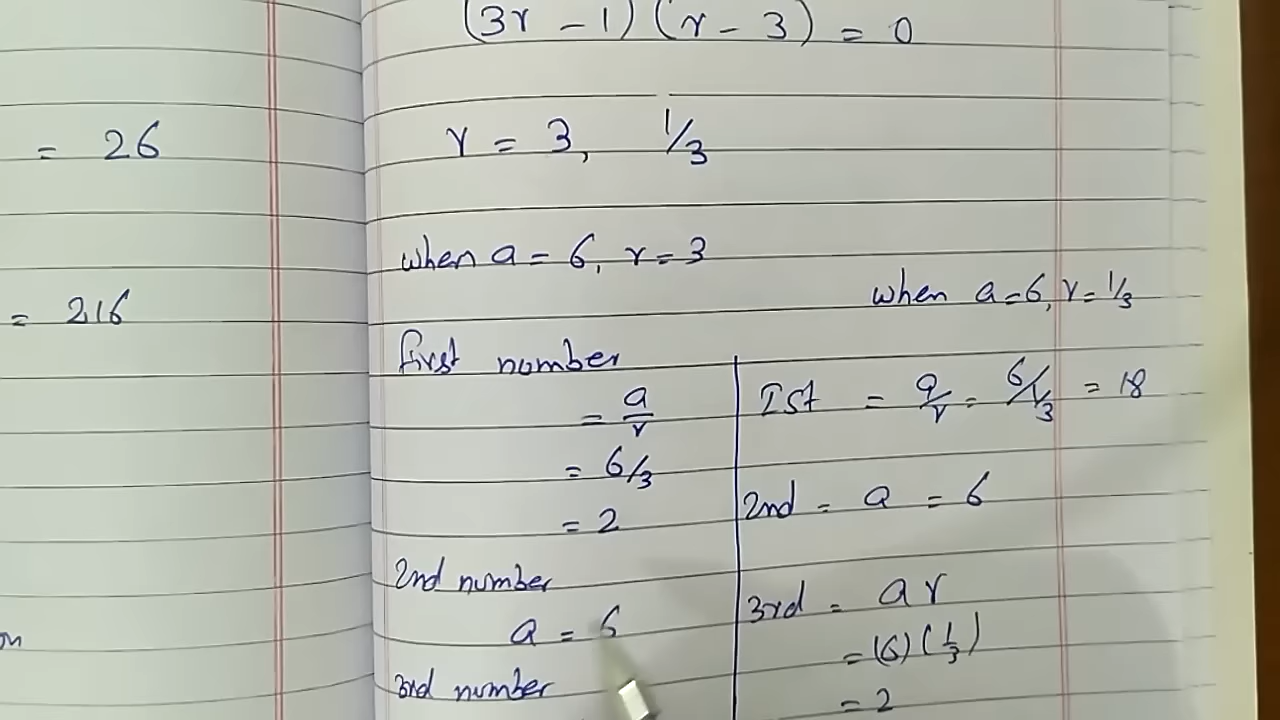 = 26
= 216
on
(3r - 1) (r - 3) = 0
r = 3, 1/3
when a = 6, r = 3
first number
= a/r
= 6/3
= 2
2nd number
a = 6
3rd number
when a = 6, r = 1/3
Ist = a/r = 6/1/3 = 18
2nd = a = 6
3rd = ar
= (6) (1/3)
= 2